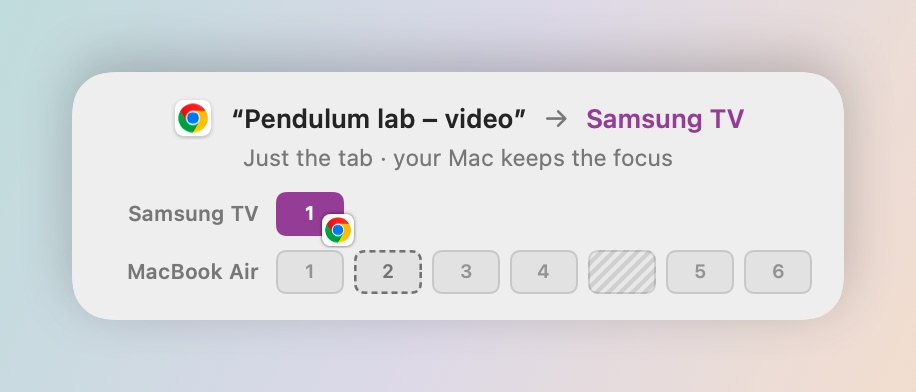 “Pendulum lab – video” → Samsung TV
Just the tab · your Mac keeps the focus
Samsung TV 1
MacBook Air 1 2 3 4 5 6